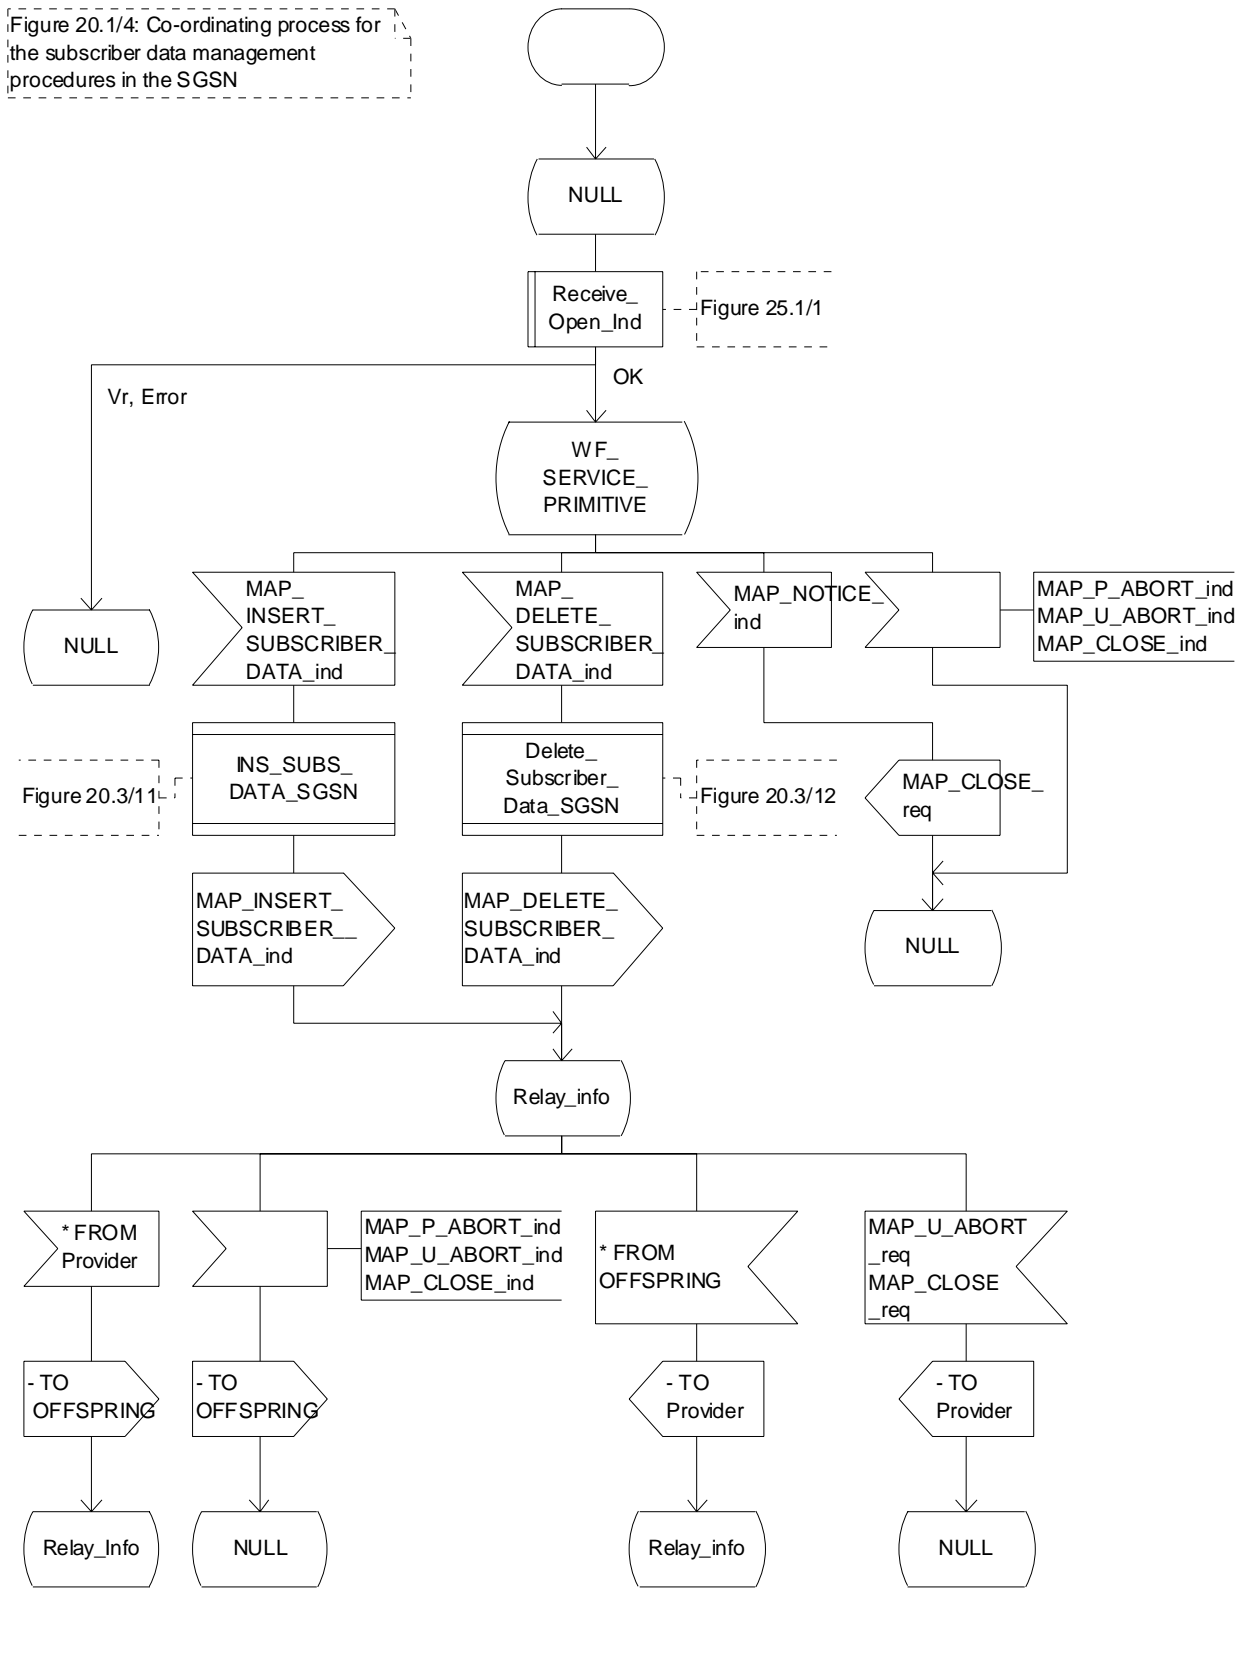 Figure 20.1/4: Co-ordinating process for
the subscriber data management
procedures in the SGSN
NULL
Receive_
Open_Ind
Figure 25.1/1
OK
Vr, Error
WF_
SERVICE_
PRIMITIVE
NULL
MAP_
INSERT_
SUBSCRIBER_
DATA_ind
MAP_
DELETE_
SUBSCRIBER_
DATA_ind
MAP_NOTICE_
ind
MAP_P_ABORT_ind
MAP_U_ABORT_ind
MAP_CLOSE_ind
Figure 20.3/11
INS_SUBS_
DATA_SGSN
Delete_
Subscriber_
Data_SGSN
Figure 20.3/12
MAP_CLOSE_
req
MAP_INSERT_
SUBSCRIBER__
DATA_ind
MAP_DELETE_
SUBSCRIBER_
DATA_ind
NULL
Relay_info
* FROM
Provider
MAP_P_ABORT_ind
MAP_U_ABORT_ind
MAP_CLOSE_ind
* FROM
OFFSPRING
MAP_U_ABORT
_req
MAP_CLOSE
_req
- TO
OFFSPRING
- TO
OFFSPRING
- TO
Provider
- TO
Provider
Relay_Info
NULL
Relay_info
NULL